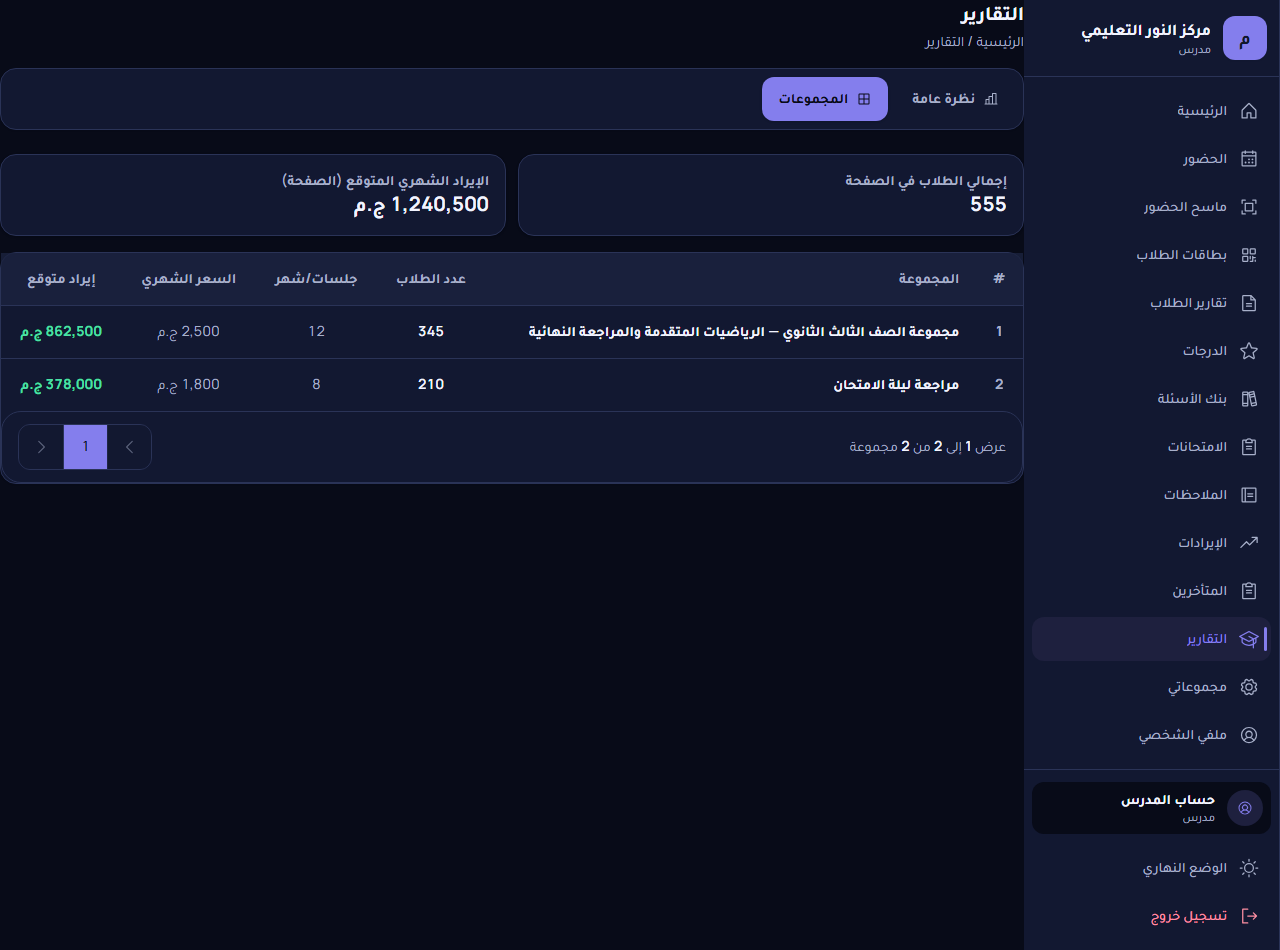 م
مركز النور التعليمي
مدرس
الرئيسية
الحضور
ماسح الحضور
بطاقات الطلاب
تقارير الطلاب
الدرجات
بنك الأسئلة
الامتحانات
الملاحظات
الإيرادات
المتأخرين
التقارير
مجموعاتي
ملفي الشخصي
حساب المدرس
مدرس
الوضع النهاري
تسجيل خروج
التقارير
الرئيسية / التقارير
نظرة عامة
المجموعات
إجمالي الطلاب في الصفحة
555
الإيراد الشهري المتوقع (الصفحة)
1,240,500 ج.م
# المجموعة عدد الطلاب جلسات/شهر السعر الشهري إيراد متوقع
1 مجموعة الصف الثالث الثانوي — الرياضيات المتقدمة والمراجعة النهائية 345 12 2,500 ج.م 862,500 ج.م
2 مراجعة ليلة الامتحان 210 8 1,800 ج.م 378,000 ج.م
عرض 1 إلى 2 من 2 مجموعة
1